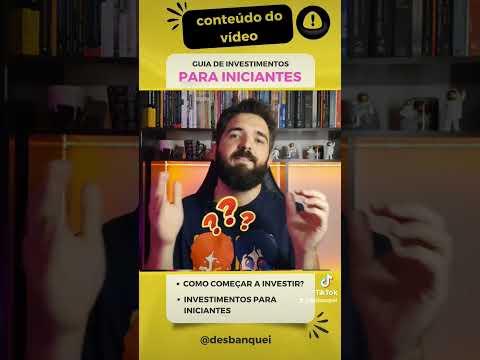 conteúdo do
vídeo
GUIA DE INVESTIMENTOS
PARA INICIANTES
???
• COMO COMEÇAR A INVESTIR?
• INVESTIMENTOS PARA
INICIANTES
TikTok
@desbanquei